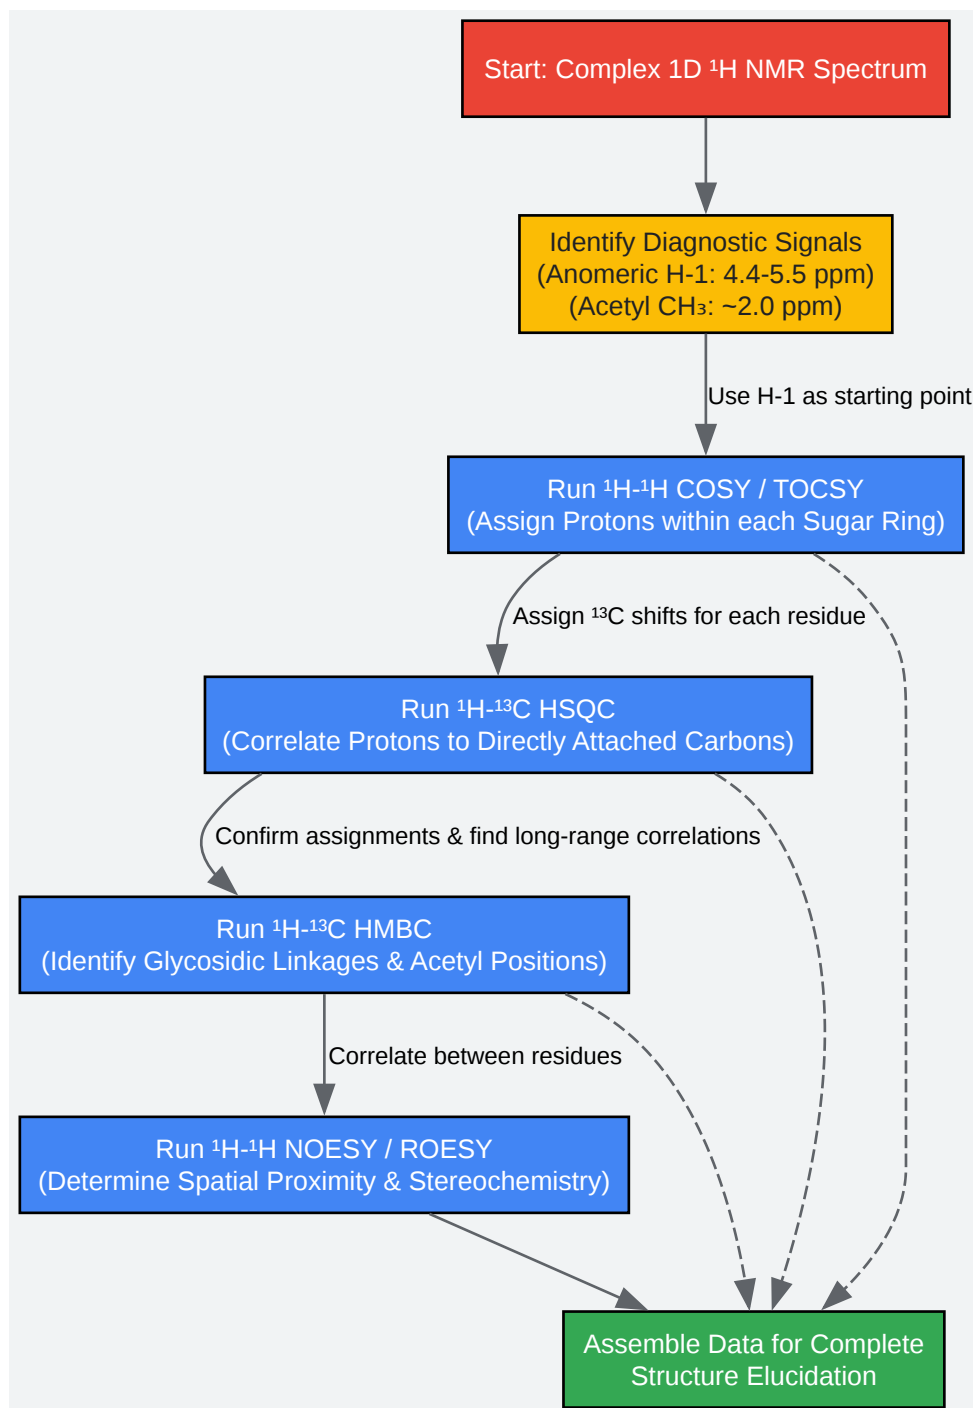 Start: Complex 1D ¹H NMR Spectrum
Identify Diagnostic Signals
(Anomeric H-1: 4.4-5.5 ppm)
(Acetyl CH₃: ~2.0 ppm)
Use H-1 as starting point
Run ¹H-¹H COSY / TOCSY
(Assign Protons within each Sugar Ring)
Assign ¹³C shifts for each residue
Run ¹H-¹³C HSQC
(Correlate Protons to Directly Attached Carbons)
Confirm assignments & find long-range correlations
Run ¹H-¹³C HMBC
(Identify Glycosidic Linkages & Acetyl Positions)
Correlate between residues
Run ¹H-¹H NOESY / ROESY
(Determine Spatial Proximity & Stereochemistry)
Assemble Data for Complete
Structure Elucidation